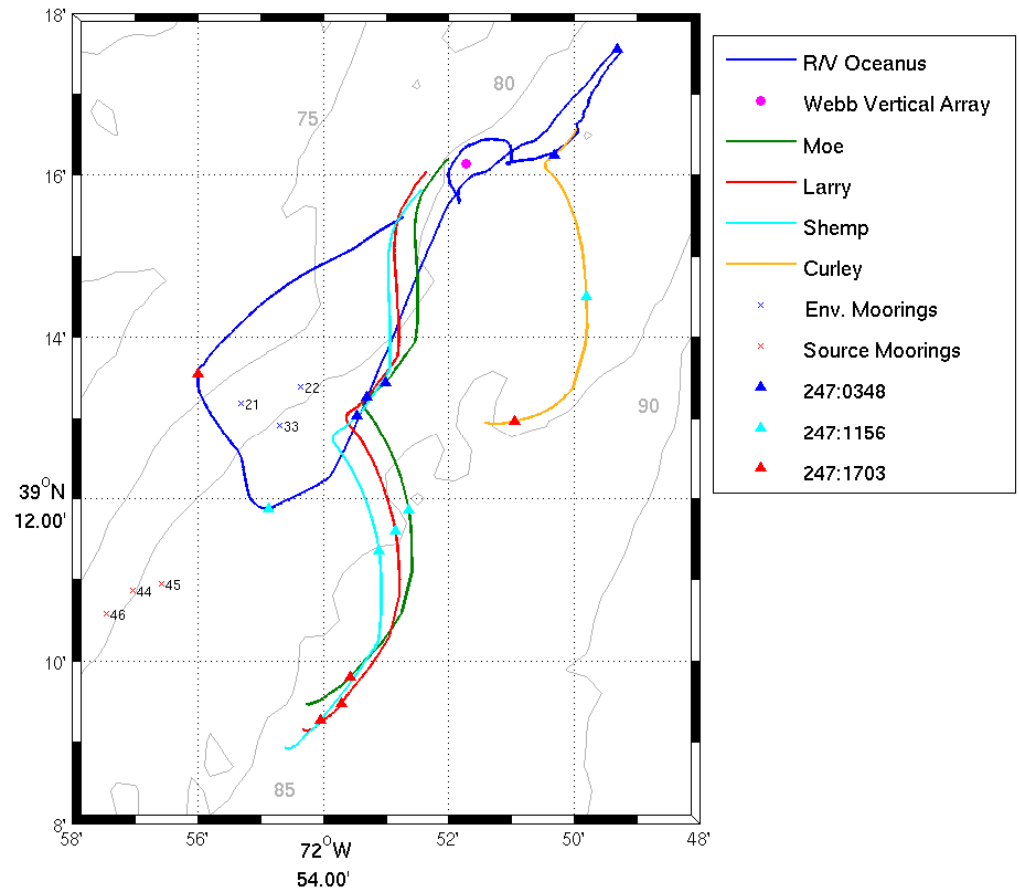 18'
16'
14'
39°N
12.00'
10'
8'
58'
56'
72°W
54.00'
52'
50'
48'
75
80
85
90
21
22
33
44
45
46
R/V Oceanus
Webb Vertical Array
Moe
Larry
Shemp
Curley
Env. Moorings
Source Moorings
247:0348
247:1156
247:1703